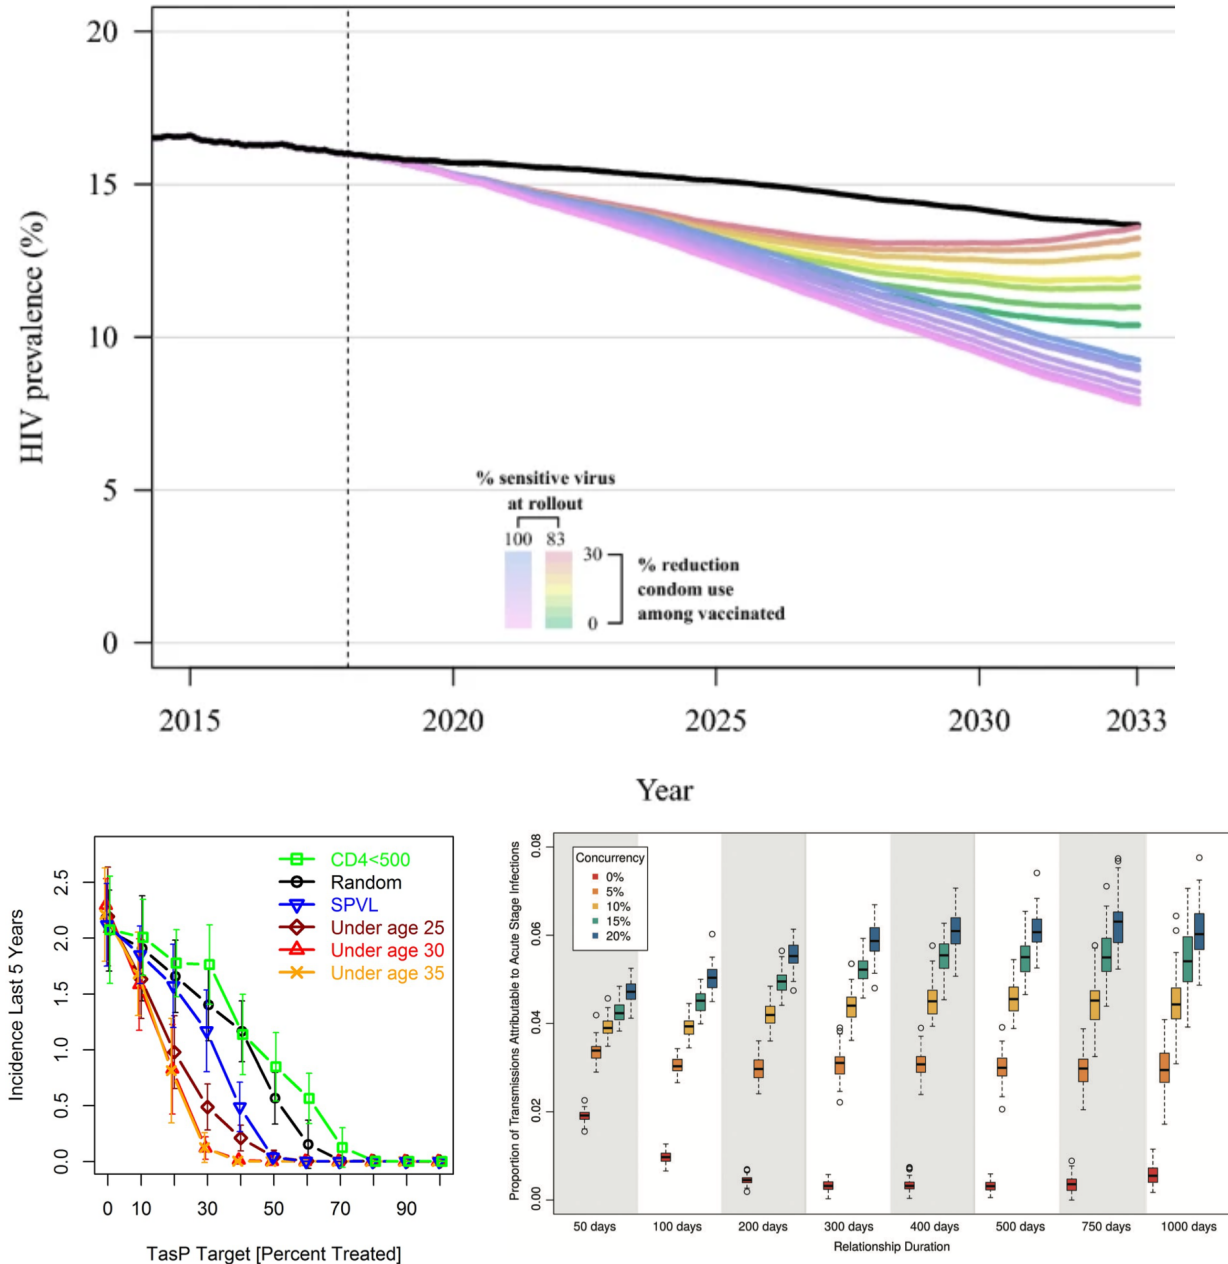 20
15
10
5
0
HIV prevalence (%)
% sensitive virus
at rollout
100 83
30
0
% reduction
condom use
among vaccinated
2015 2020 2025 2030 2033
Year
Incidence Last 5 Years
2.5
2.0
1.5
1.0
0.5
0.0
CD4<500
Random
SPVL
Under age 25
Under age 30
Under age 35
0 10 30 50 70 90
TasP Target [Percent Treated]
Proportion of Transmissions Attributable to Acute Stage Infections
0.08
0.06
0.04
0.02
0.00
Concurrency
0%
5%
10%
15%
20%
50 days 100 days 200 days 300 days 400 days 500 days 750 days 1000 days
Relationship Duration